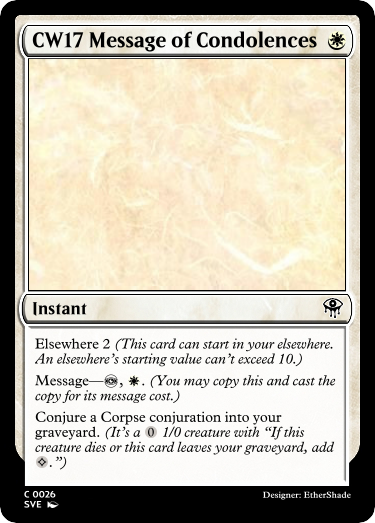 CW17 Message of Condolences
Instant
Elsewhere 2 (This card can start in your elsewhere.
An elsewhere's starting value can't exceed 10.)
Message—, . (You may copy this and cast the
copy for its message cost.)
Conjure a Corpse conjuration into your
graveyard. (It's a 0 1/0 creature with "If this
creature dies or this card leaves your graveyard, add
.")
C 0026
SVE
Designer: EtherShade